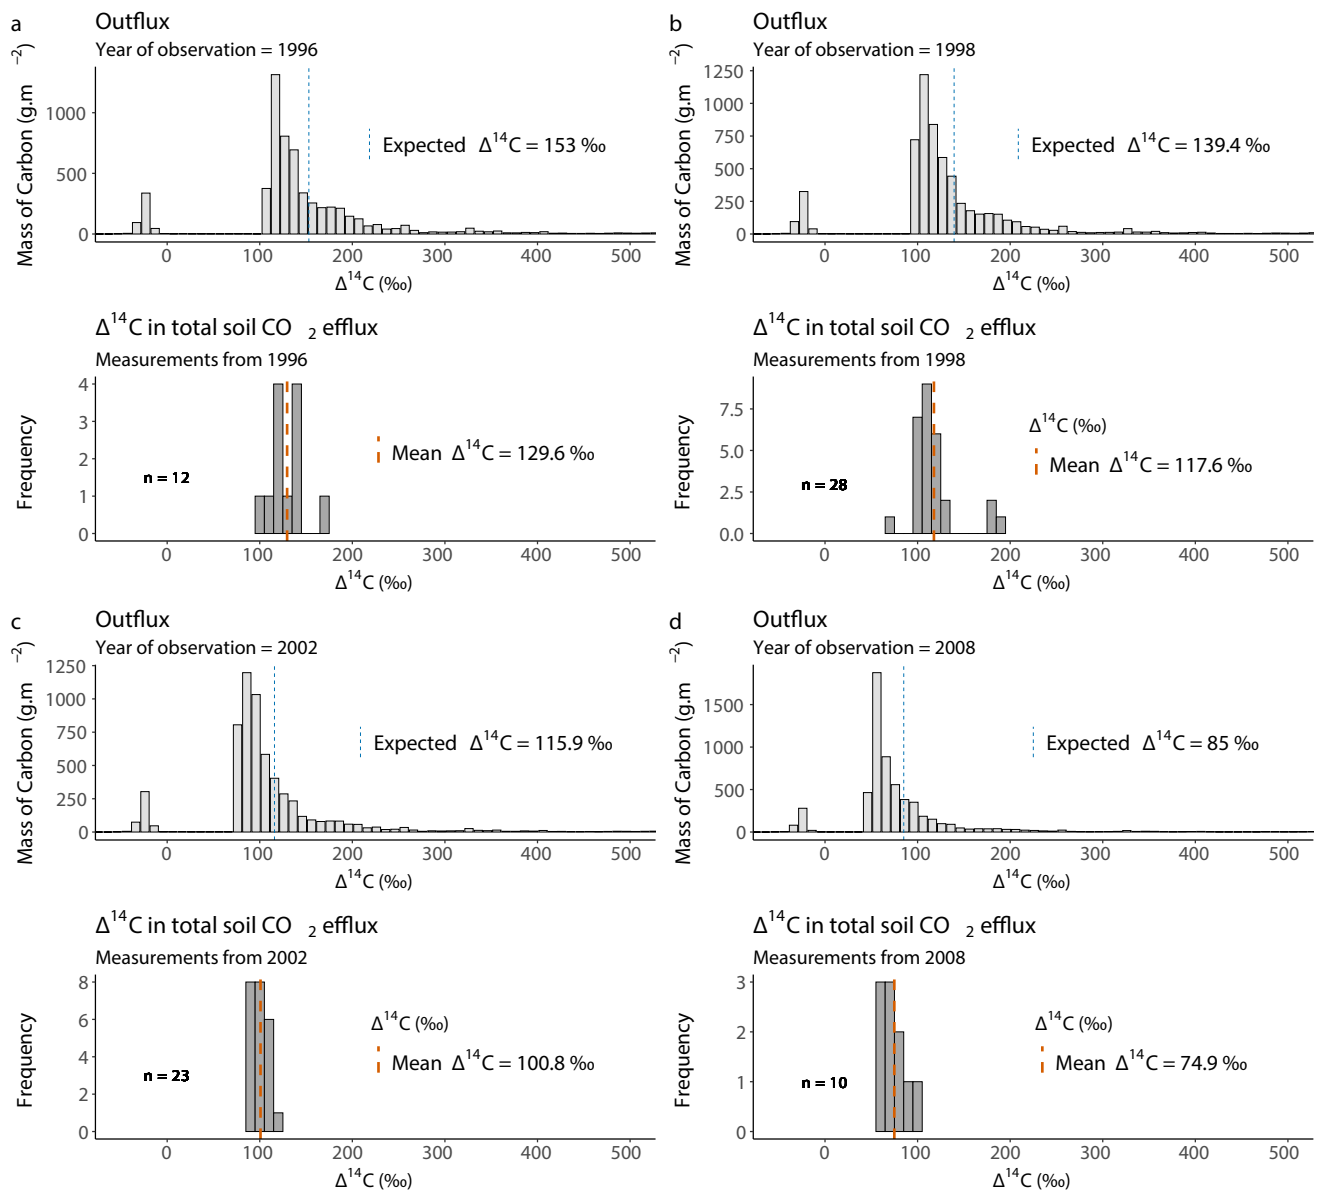 a
Outflux
Year of observation = 1996
Mass of Carbon (g.m −2)
1000
500
0
Expected Δ14C = 153 ‰
0 100 200 300 400 500
Δ14C (‰)
Δ14C in total soil CO 2 efflux
Measurements from 1996
Frequency
4
3
2
1
0
n = 12
Mean Δ14C = 129.6 ‰
0 100 200 300 400 500
Δ14C (‰)
b
Outflux
Year of observation = 1998
Mass of Carbon (g.m −2)
1250
1000
750
500
250
0
Expected Δ14C = 139.4 ‰
0 100 200 300 400 500
Δ14C (‰)
Δ14C in total soil CO 2 efflux
Measurements from 1998
Frequency
7.5
5.0
2.5
0.0
n = 28
Δ14C (‰)
Mean Δ14C = 117.6 ‰
0 100 200 300 400 500
Δ14C (‰)
c
Outflux
Year of observation = 2002
Mass of Carbon (g.m −2)
1250
1000
750
500
250
0
Expected Δ14C = 115.9 ‰
0 100 200 300 400 500
Δ14C (‰)
Δ14C in total soil CO 2 efflux
Measurements from 2002
Frequency
8
6
4
2
0
n = 23
Δ14C (‰)
Mean Δ14C = 100.8 ‰
0 100 200 300 400 500
Δ14C (‰)
d
Outflux
Year of observation = 2008
Mass of Carbon (g.m −2)
1500
1000
500
0
Expected Δ14C = 85 ‰
0 100 200 300 400 500
Δ14C (‰)
Δ14C in total soil CO 2 efflux
Measurements from 2008
Frequency
3
2
1
0
n = 10
Δ14C (‰)
Mean Δ14C = 74.9 ‰
0 100 200 300 400 500
Δ14C (‰)